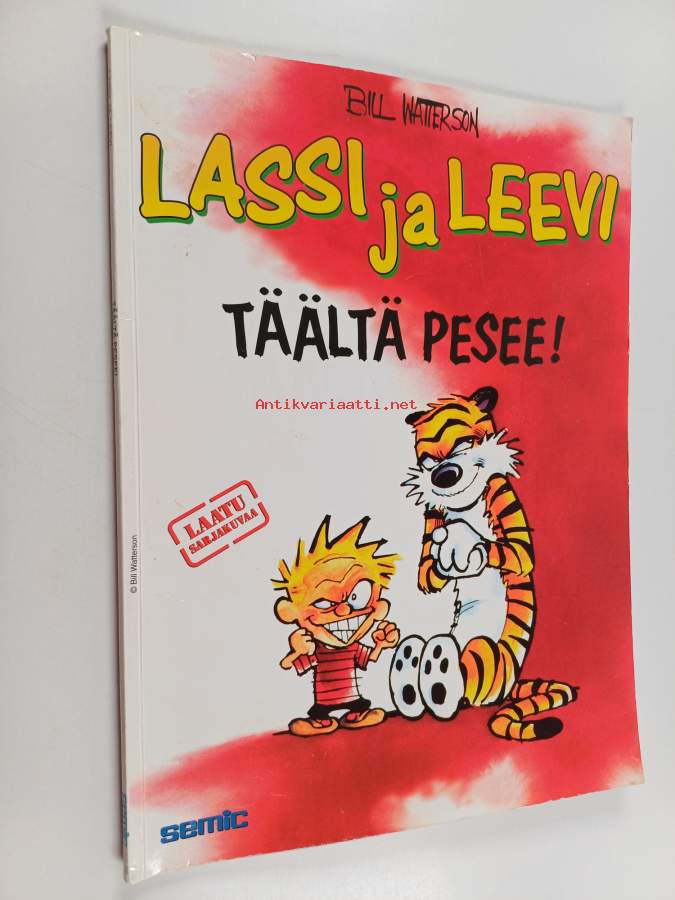 BILL WATTERSON
LASSI ja LEEVI
TÄÄLTÄ PESEE!
Antikvariaatti.net
LAATU
SARJAKUVAA
© Bill Watterson
semic